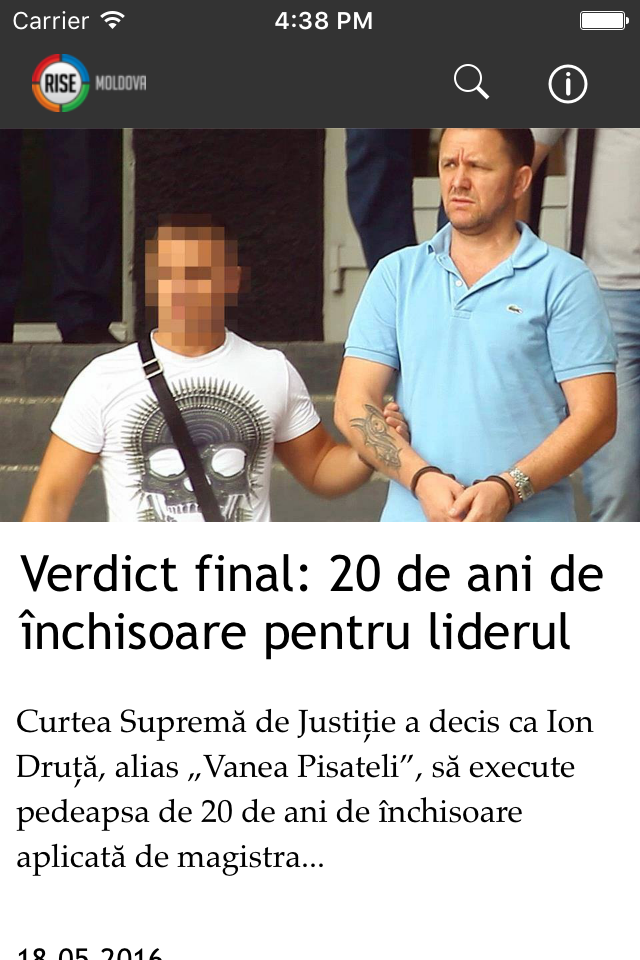 Carrier 4:38 PM
RISE MOLDOVA
Verdict final: 20 de ani de
închisoare pentru liderul
Curtea Supremă de Justiție a decis ca Ion
Druță, alias „Vanea Pisateli”, să execute
pedeapsa de 20 de ani de închisoare
aplicată de magistra...
18.05.2016